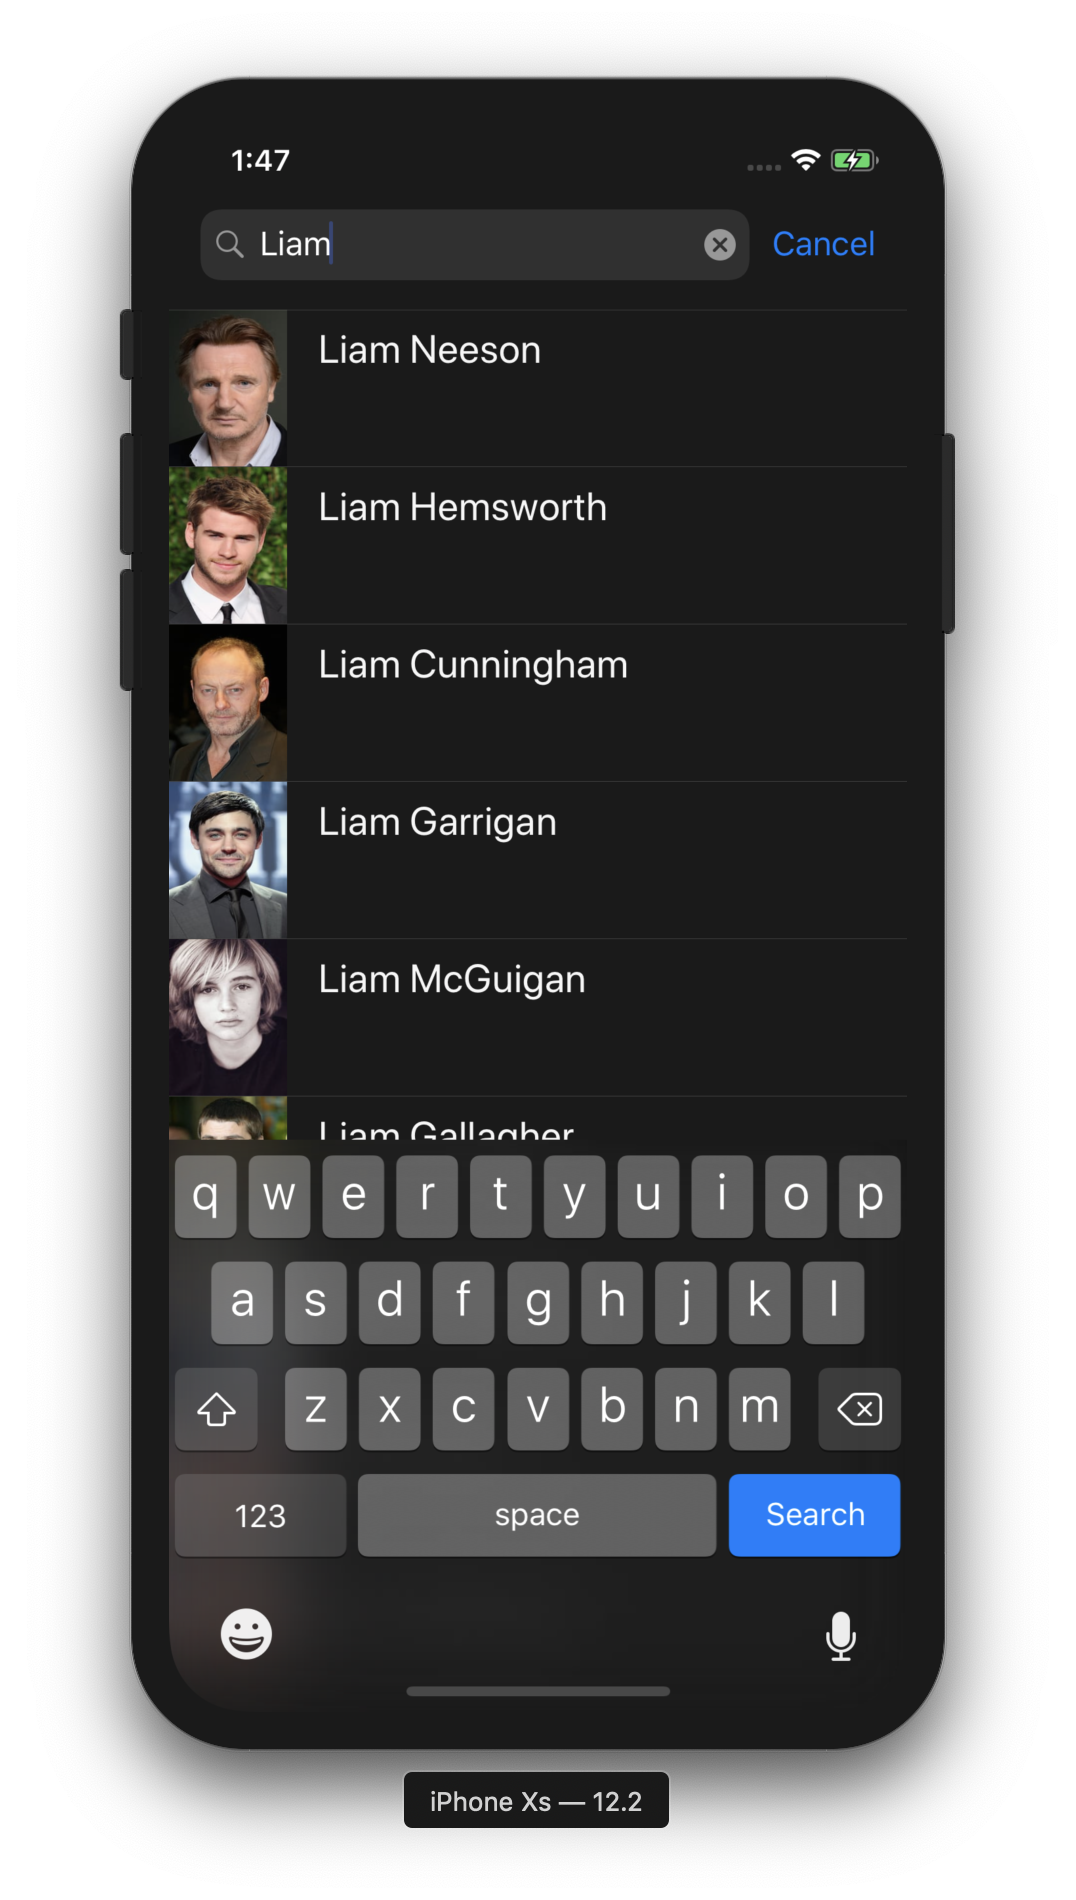 1:47
Liam
Cancel
Liam Neeson
Liam Hemsworth
Liam Cunningham
Liam Garrigan
Liam McGuigan
Liam Gallagher
q w e r t y u i o p
a s d f g h j k l
z x c v b n m
123 space Search
iPhone Xs — 12.2